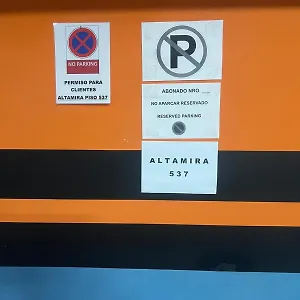 NO PARKING
PERMISO PARA
CLIENTES
ALTAMIRA PISO 537
P
ABONADO NRO.
NO APARCAR RESERVADO
RESERVED PARKING
ALTAMIRA
537